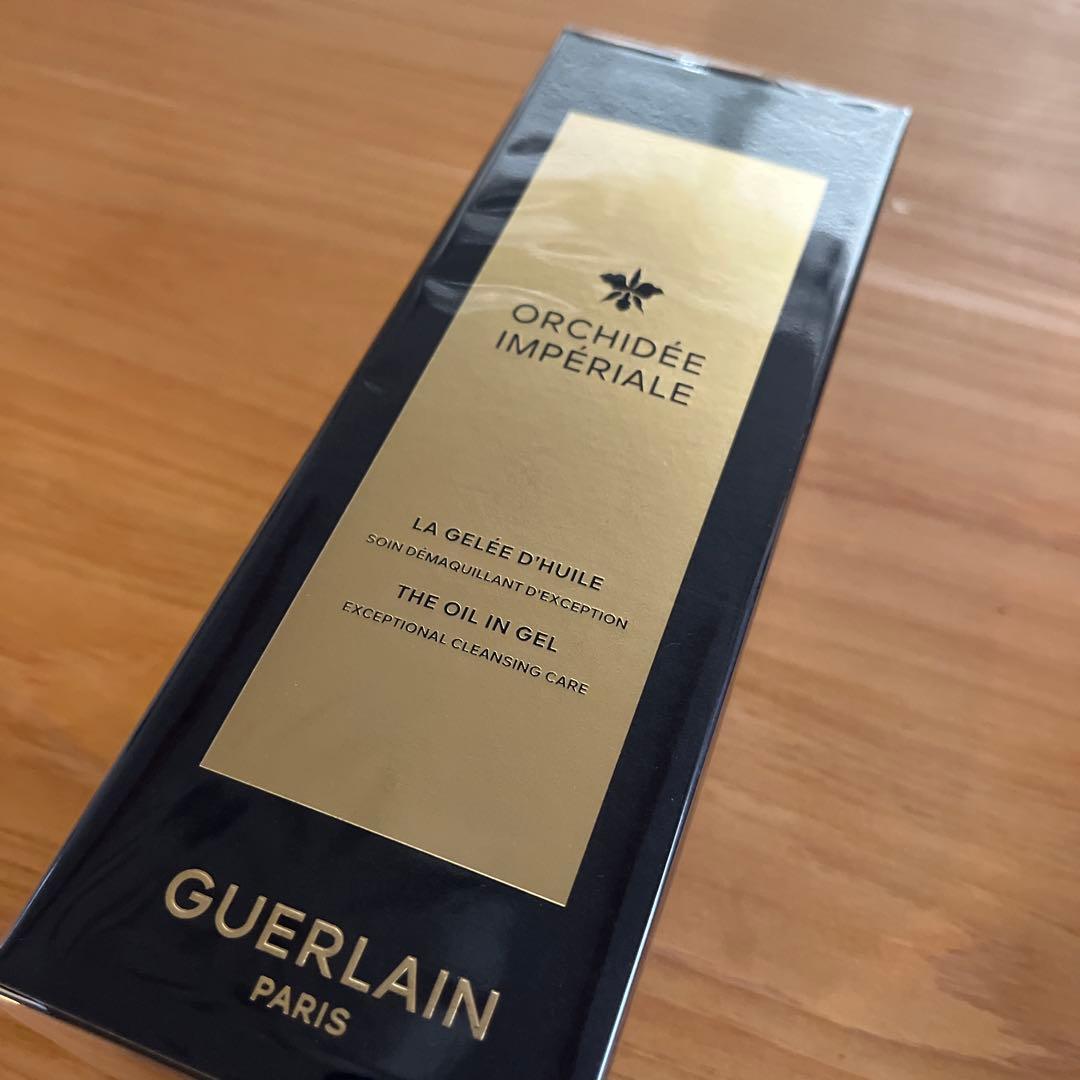 ORCHIDÉE
IMPÉRIALE
LA GELÉE D'HUILE
SOIN DÉMAQUILLANT D'EXCEPTION
THE OIL IN GEL
EXCEPTIONAL CLEANSING CARE
GUERLAIN
PARIS